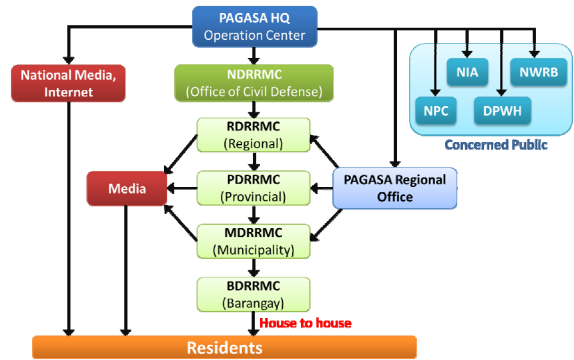 PAGASA HQ
Operation Center
National Media,
Internet
NDRRMC
(Office of Civil Defense)
NIA
NWRB
NPC
DPWH
Concerned Public
RDRRMC
(Regional)
Media
PDRRMC
(Provincial)
PAGASA Regional
Office
MDRRMC
(Municipality)
BDRRMC
(Barangay)
House to house
Residents